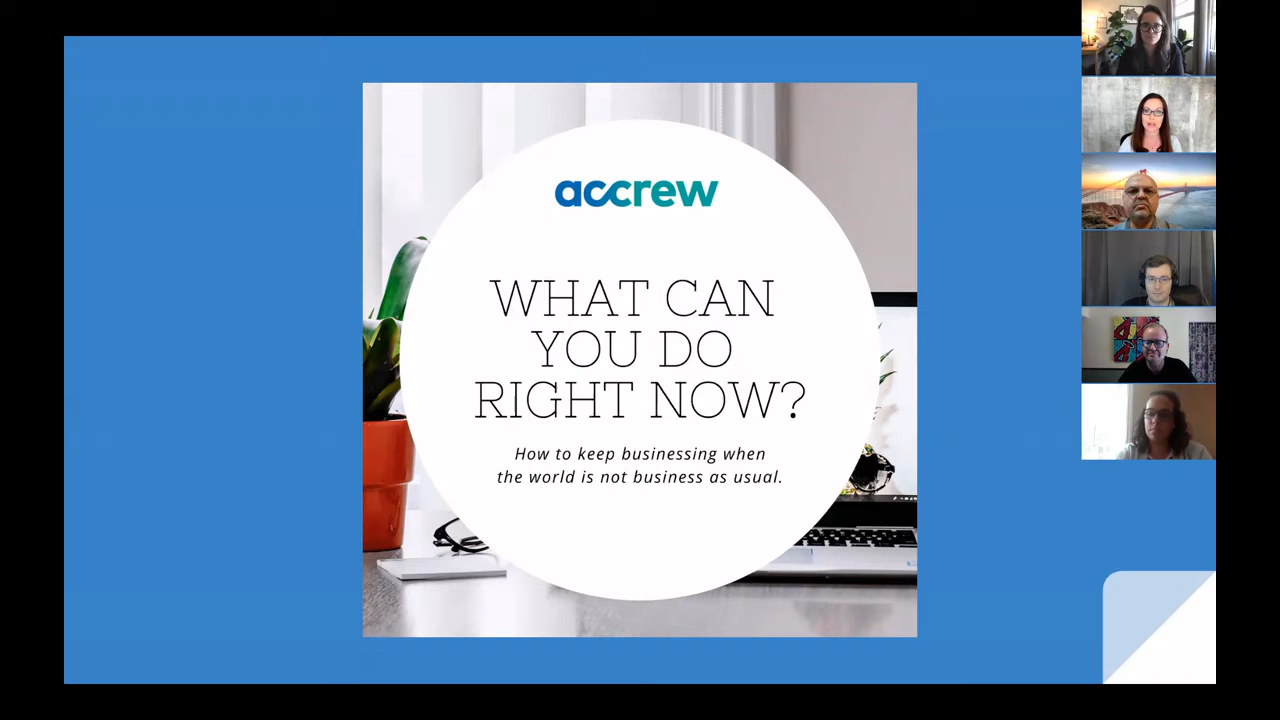 accrew
WHAT CAN
YOU DO
RIGHT NOW?
How to keep businessing when
the world is not business as usual.